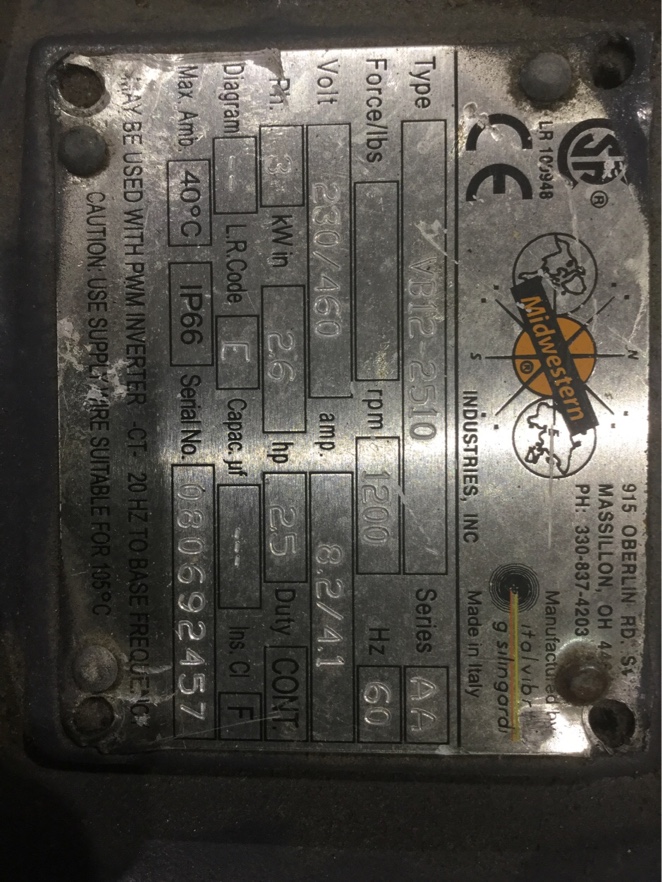 915 OBERLIN RD S
MASSILLON, OH
PH: 330-837-4203
SA ®
LR 100948
CE
N
Midwestern
®
S
INDUSTRIES, INC
Manufactured by
italvibr
g.silingardi
Made in Italy
Type VB12-2510 Series AA
Force/lbs. rpm 1200 Hz 60
Volt 230/460 amp. 8.2/4.1
Ph. 3 kW in 2.6 hp 2.5 Duty CONT.
Diagram -- I.R.Code E Capac. µf --- Ins. Cl F
Max. Amb. 40°C IP66 Serial No. 080692457
MAY BE USED WITH PWM INVERTER -CT- 20 HZ TO BASE FREQUENC
CAUTION: USE SUPPLY WIRE SUITABLE FOR 105°C